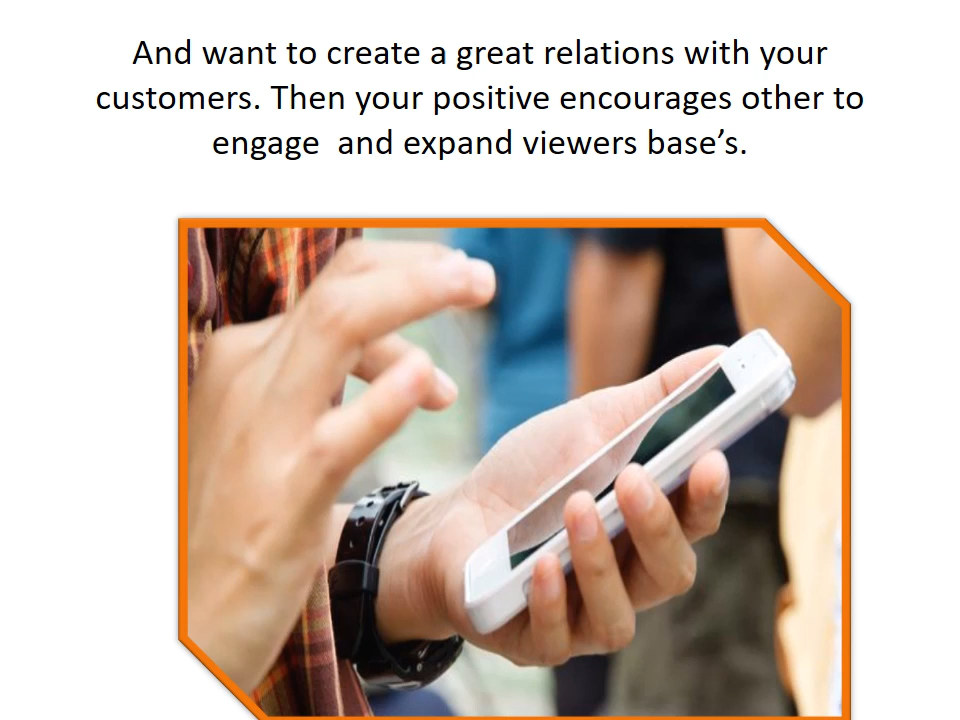 And want to create a great relations with your
customers. Then your positive encourages other to
engage  and expand viewers base’s.